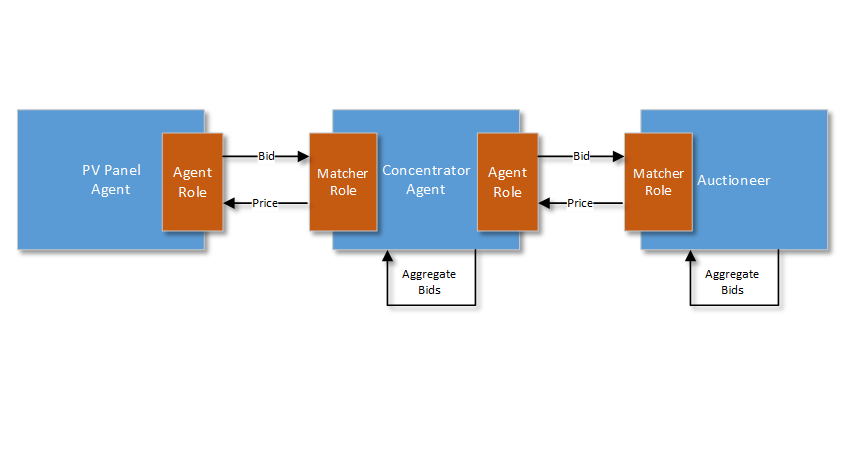 PV Panel
Agent
Agent
Role
Bid
Price
Matcher
Role
Concentrator
Agent
Agent
Role
Aggregate
Bids
Bid
Price
Matcher
Role
Auctioneer
Aggregate
Bids